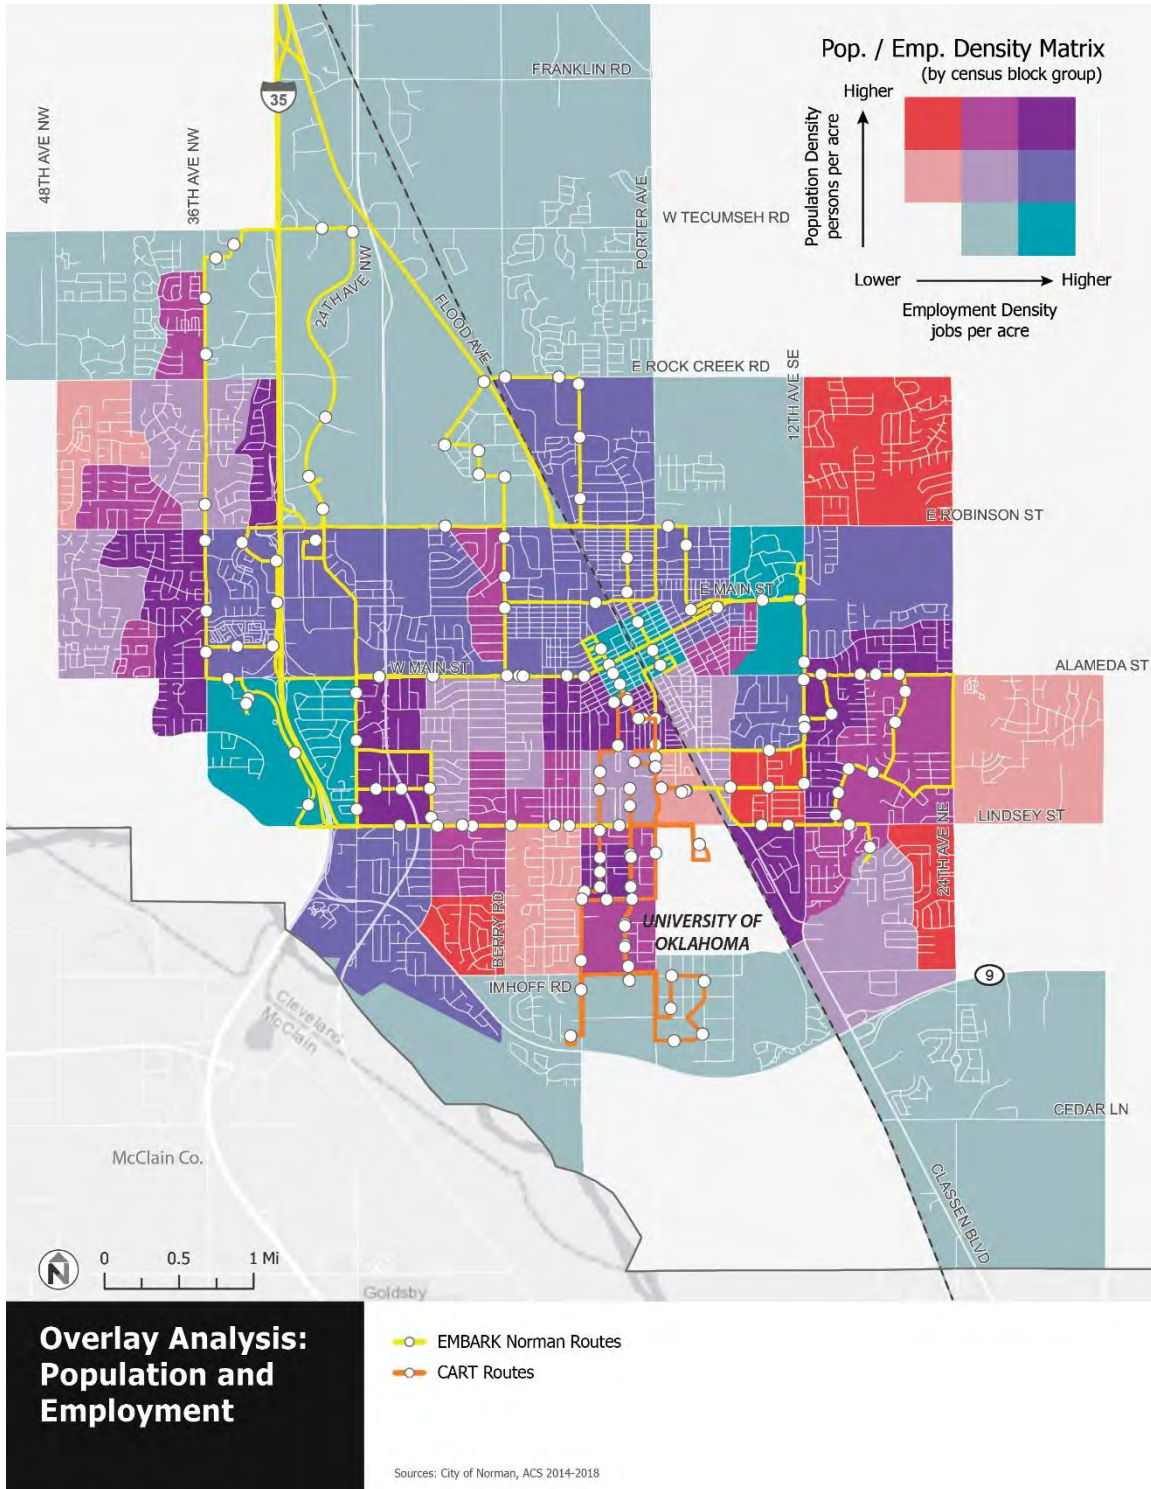 Pop. / Emp. Density Matrix
(by census block group)
Higher
Population Density
persons per acre
Lower
Higher
Employment Density
jobs per acre
FRANKLIN RD
35
48TH AVE NW
36TH AVE NW
PORTER AVE
W TECUMSEH RD
24TH AVE NW
FLOOD AVE
E ROCK CREEK RD
12TH AVE SE
E ROBINSON ST
E MAIN ST
W MAIN ST
ALAMEDA ST
LINDSEY ST
24TH AVE NE
BERRY RD
UNIVERSITY OF
OKLAHOMA
9
IMHOFF RD
Cleveland
McClain
CEDAR LN
McClain Co.
CLASSEN BLVD
N
0 0.5 1 Mi
Goldsby
Overlay Analysis:
Population and
Employment
EMBARK Norman Routes
CART Routes
Sources: City of Norman, ACS 2014-2018